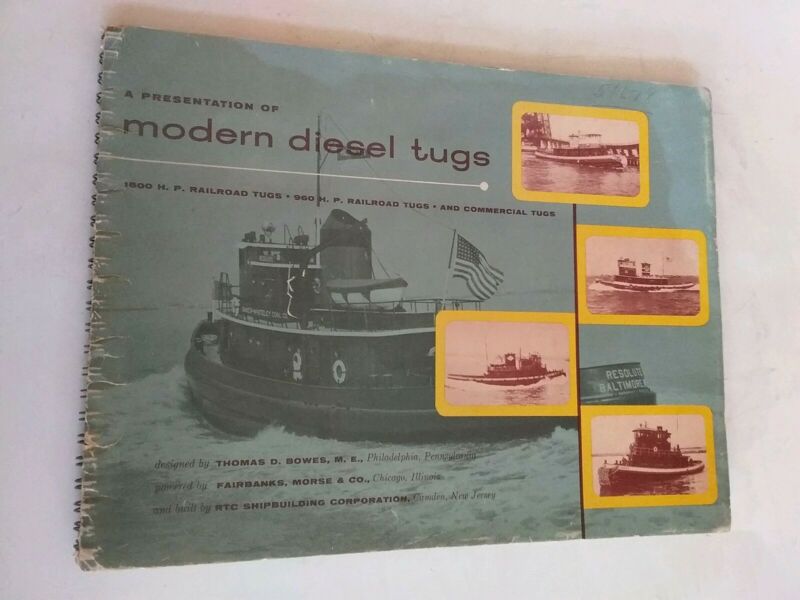 A PRESENTATION OF
modern diesel tugs
1800 H. P. RAILROAD TUGS • 960 H. P. RAILROAD TUGS • AND COMMERCIAL TUGS
RESOLUTE
BALTIMORE
designed by THOMAS D. BOWES, M. E., Philadelphia, Pennsylvania
powered by FAIRBANKS, MORSE & CO., Chicago, Illinois
and built by RTC SHIPBUILDING CORPORATION, Camden, New Jersey